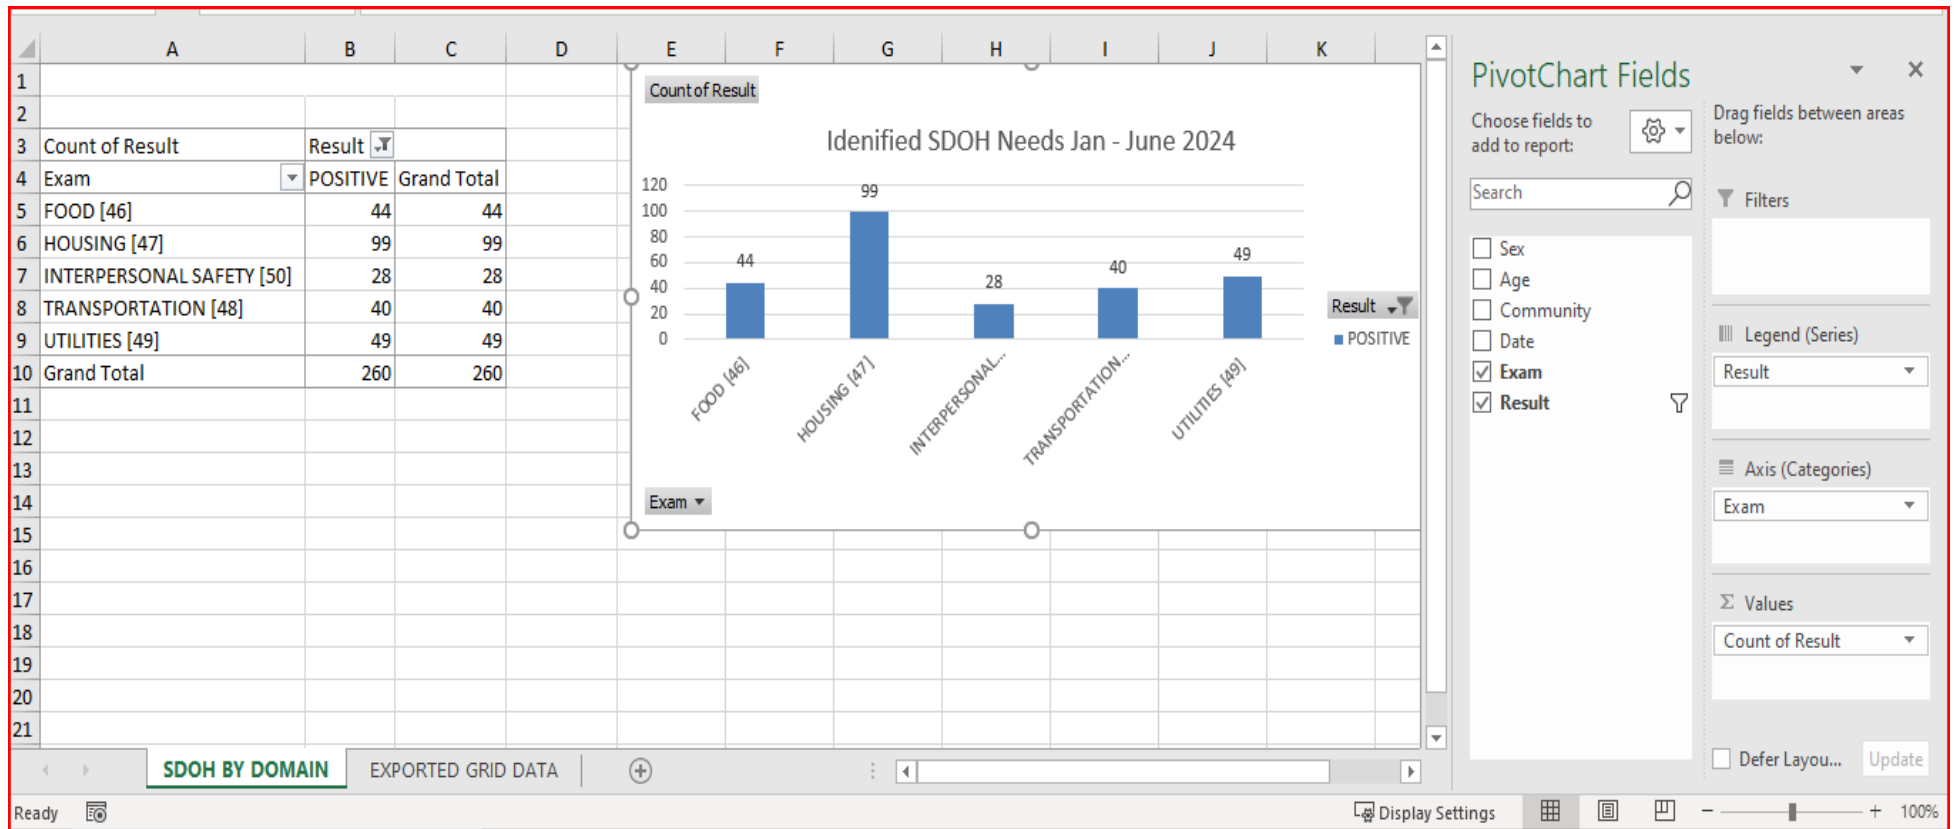 A B C D E F G H I J K
1
2
3 Count of Result Result
4 Exam POSITIVE Grand Total
5 FOOD [46] 44 44
6 HOUSING [47] 99 99
7 INTERPERSONAL SAFETY [50] 28 28
8 TRANSPORTATION [48] 40 40
9 UTILITIES [49] 49 49
10 Grand Total 260 260
11
12
13
14
15
16
17
18
19
20
21
Count of Result
Idenified SDOH Needs Jan - June 2024
120
100
80
60
40
20
0
44
99
28
40
49
FOOD [46]
HOUSING [47]
INTERPERSONAL...
TRANSPORTATION...
UTILITIES [49]
Result
POSITIVE
Exam
PivotChart Fields
Choose fields to
add to report:
Search
Sex
Age
Community
Date
Exam
Result
Drag fields between areas
below:
Filters
Legend (Series)
Result
Axis (Categories)
Exam
Σ Values
Count of Result
Defer Layou... Update
SDOH BY DOMAIN EXPORTED GRID DATA
Ready Display Settings 100%